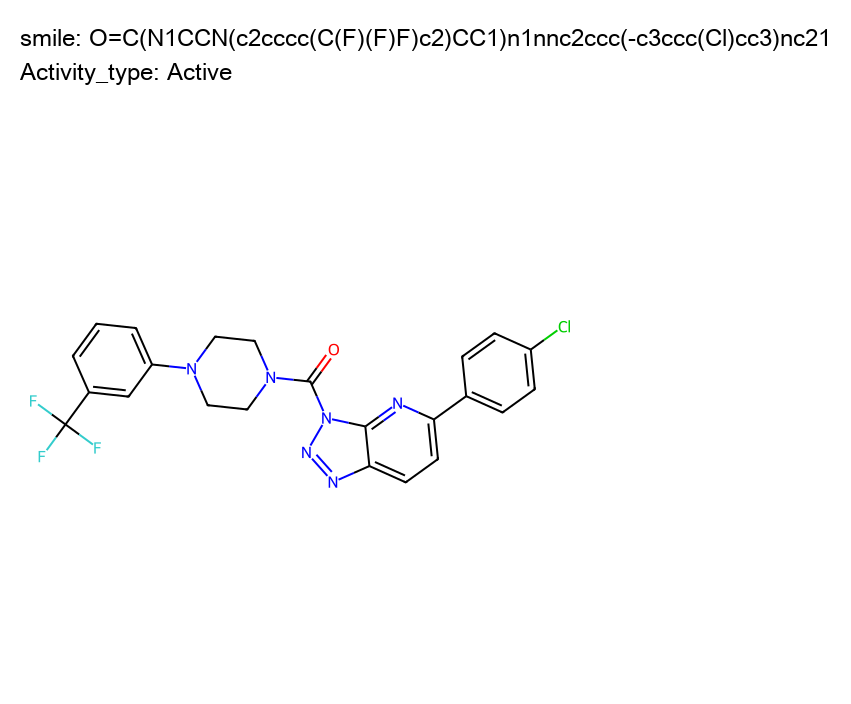 smile: O=C(N1CCN(c2cccc(C(F)(F)F)c2)CC1)n1nnc2ccc(-c3ccc(Cl)cc3)nc21
Activity_type: Active
Cl
O
N
N
N
N
F
N
F
N
F
N